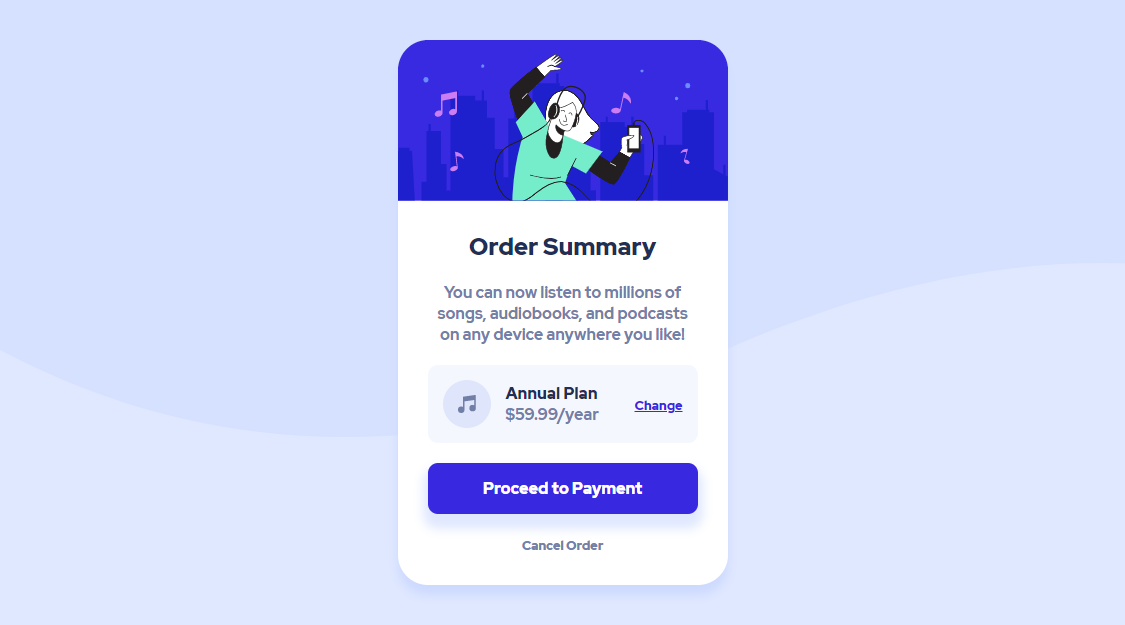 Order Summary
You can now listen to millions of
songs, audiobooks, and podcasts
on any device anywhere you like!
Annual Plan
$59.99/year
Change
Proceed to Payment
Cancel Order